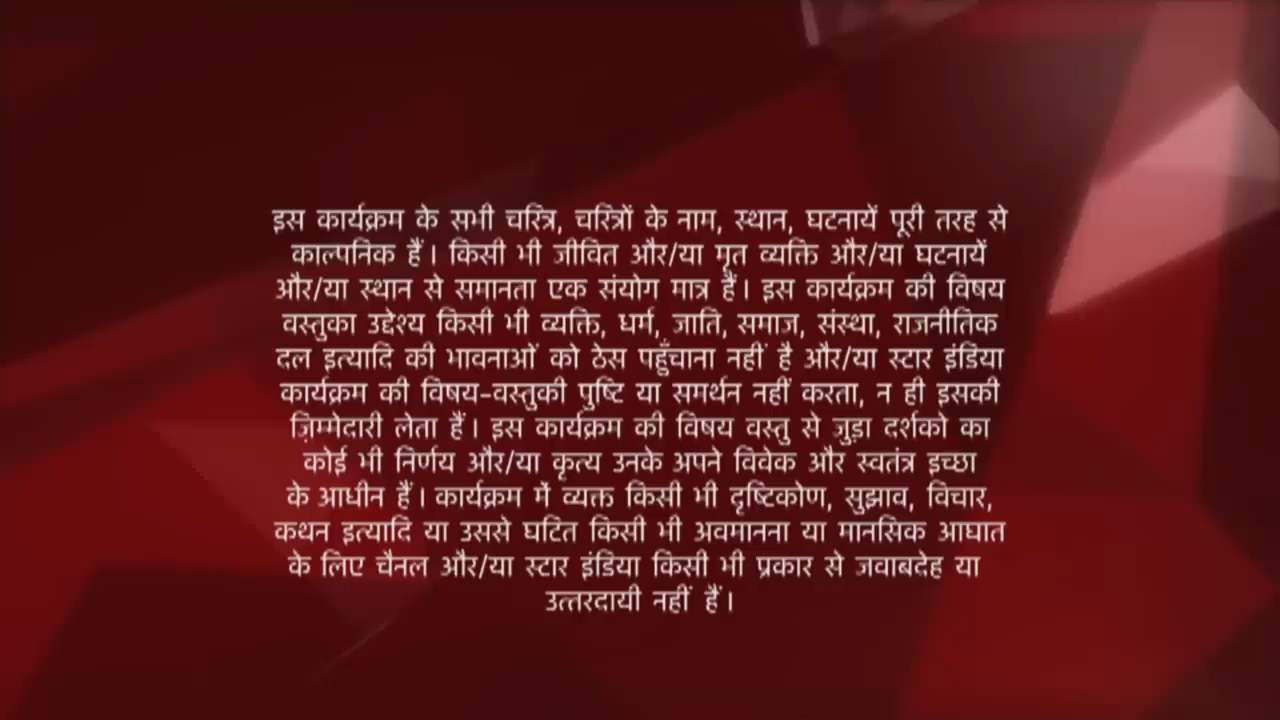 इस कार्यक्रम के सभी चरित्र, चरित्रों के नाम, स्थान, घटनायें पूरी तरह से
काल्पनिक हैं। किसी भी जीवित और/या मृत व्यक्ति और/या घटनायें
और/या स्थान से समानता एक संयोग मात्र हैं। इस कार्यक्रम की विषय
वस्तुका उद्देश्य किसी भी व्यक्ति, धर्म, जाति, समाज, संस्था, राजनीतिक
दल इत्यादि की भावनाओं को ठेस पहुँचाना नहीं है और/या स्टार इंडिया
कार्यक्रम की विषय-वस्तुकी पुष्टि या समर्थन नहीं करता, न ही इसकी
ज़िम्मेदारी लेता हैं। इस कार्यक्रम की विषय वस्तु से जुड़ा दर्शको का
कोई भी निर्णय और/या कृत्य उनके अपने विवेक और स्वतंत्र इच्छा
के आधीन हैं। कार्यक्रम में व्यक्त किसी भी दृष्टिकोण, सुझाव, विचार,
कथन इत्यादि या उससे घटित किसी भी अवमानना या मानसिक आघात
के लिए चैनल और/या स्टार इंडिया किसी भी प्रकार से जवाबदेह या
उत्तरदायी नहीं हैं।